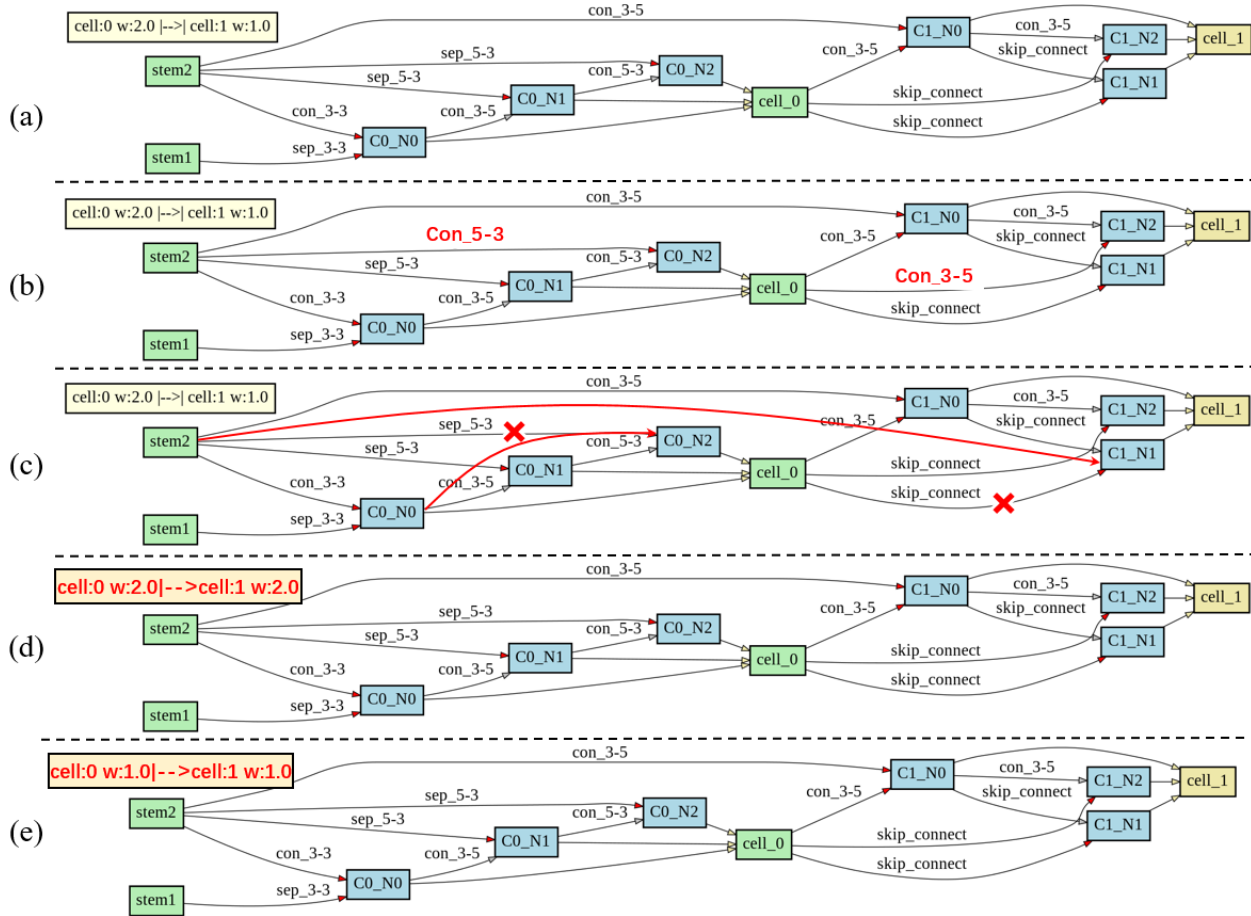 (a)
cell:0 w:2.0 |-->| cell:1 w:1.0
stem2
stem1
con_3-5
sep_5-3
sep_5-3
con_5-3
con_3-3
con_3-5
sep_3-3
C0_N0
C0_N1
C0_N2
cell_0
con_3-5
skip_connect
skip_connect
C1_N0
con_3-5
skip_connect
C1_N2
C1_N1
cell_1
(b)
cell:0 w:2.0 |-->| cell:1 w:1.0
stem2
stem1
con_3-5
Con_5-3
sep_5-3
con_5-3
con_3-3
con_3-5
sep_3-3
C0_N0
C0_N1
C0_N2
cell_0
con_3-5
Con_3-5
skip_connect
C1_N0
con_3-5
skip_connect
C1_N2
C1_N1
cell_1
(c)
cell:0 w:2.0 |-->| cell:1 w:1.0
stem2
stem1
con_3-5
sep_5-3
sep_5-3
con_5-3
con_3-3
con_3-5
sep_3-3
C0_N0
C0_N1
C0_N2
cell_0
con_3-5
skip_connect
skip_connect
C1_N0
con_3-5
skip_connect
C1_N2
C1_N1
cell_1
(d)
cell:0 w:2.0|-->cell:1 w:2.0
stem2
stem1
con_3-5
sep_5-3
sep_5-3
con_5-3
con_3-3
con_3-5
sep_3-3
C0_N0
C0_N1
C0_N2
cell_0
con_3-5
skip_connect
skip_connect
C1_N0
con_3-5
skip_connect
C1_N2
C1_N1
cell_1
(e)
cell:0 w:1.0|-->cell:1 w:1.0
stem2
stem1
con_3-5
sep_5-3
sep_5-3
con_5-3
con_3-3
con_3-5
sep_3-3
C0_N0
C0_N1
C0_N2
cell_0
con_3-5
skip_connect
skip_connect
C1_N0
con_3-5
skip_connect
C1_N2
C1_N1
cell_1